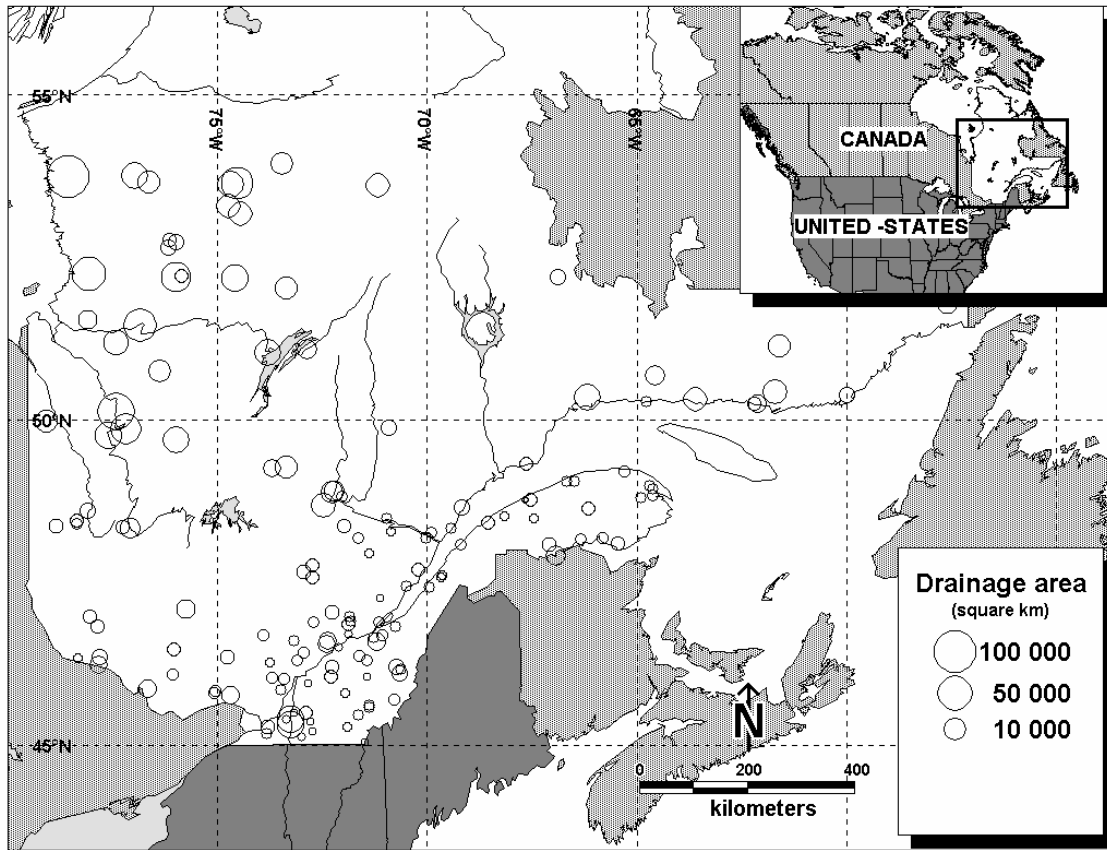 55°N
75°W
70°W
65°W
CANADA
UNITED -STATES
50°N
45°N
N
0 200 400
kilometers
Drainage area
(square km)
100 000
50 000
10 000